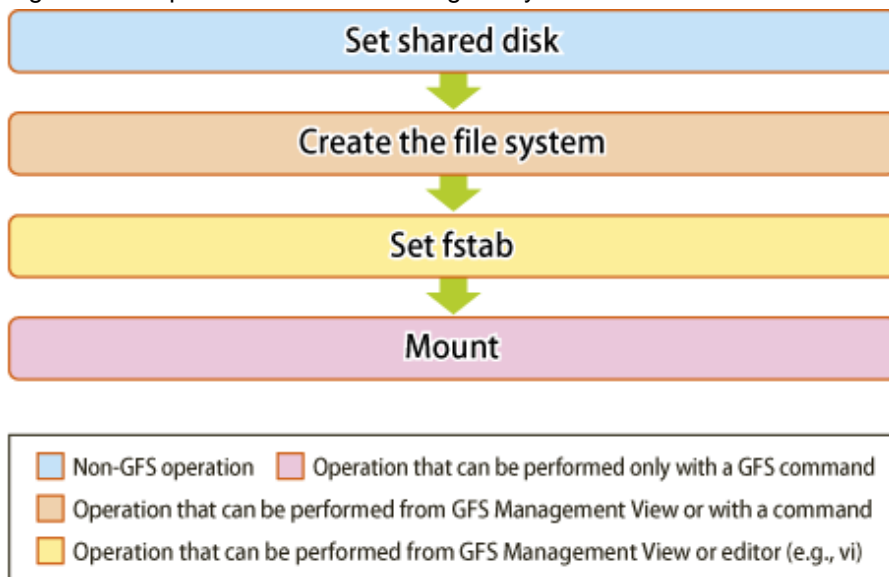 Set shared disk
Create the file system
Set fstab
Mount
Non-GFS operation Operation that can be performed only with a GFS command
Operation that can be performed from GFS Management View or with a command
Operation that can be performed from GFS Management View or editor (e.g., vi)